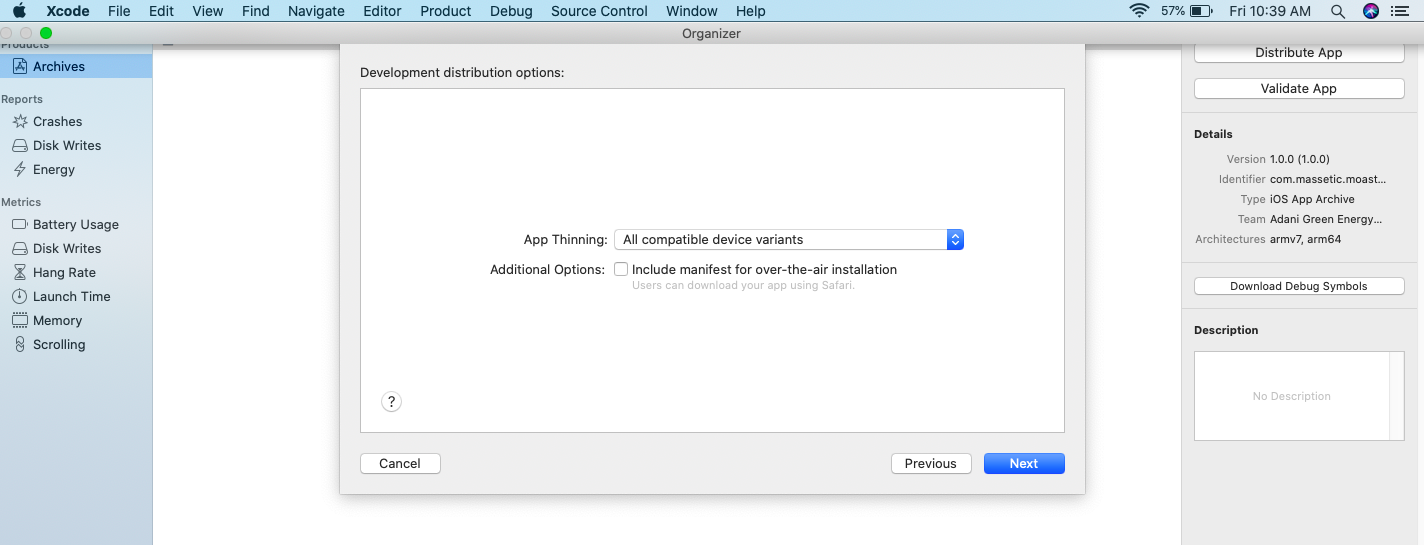 Xcode File Edit View Find Navigate Editor Product Debug Source Control Window Help 57% Fri 10:39 AM
Organizer
Products
Archives
Reports
Crashes
Disk Writes
Energy
Metrics
Battery Usage
Disk Writes
Hang Rate
Launch Time
Memory
Scrolling
Development distribution options:
App Thinning: All compatible device variants
Additional Options: Include manifest for over-the-air installation
Users can download your app using Safari.
?
Cancel Previous Next
Distribute App
Validate App
Details
Version 1.0.0 (1.0.0)
Identifier com.massetic.moast...
Type iOS App Archive
Team Adani Green Energy...
Architectures armv7, arm64
Download Debug Symbols
Description
No Description